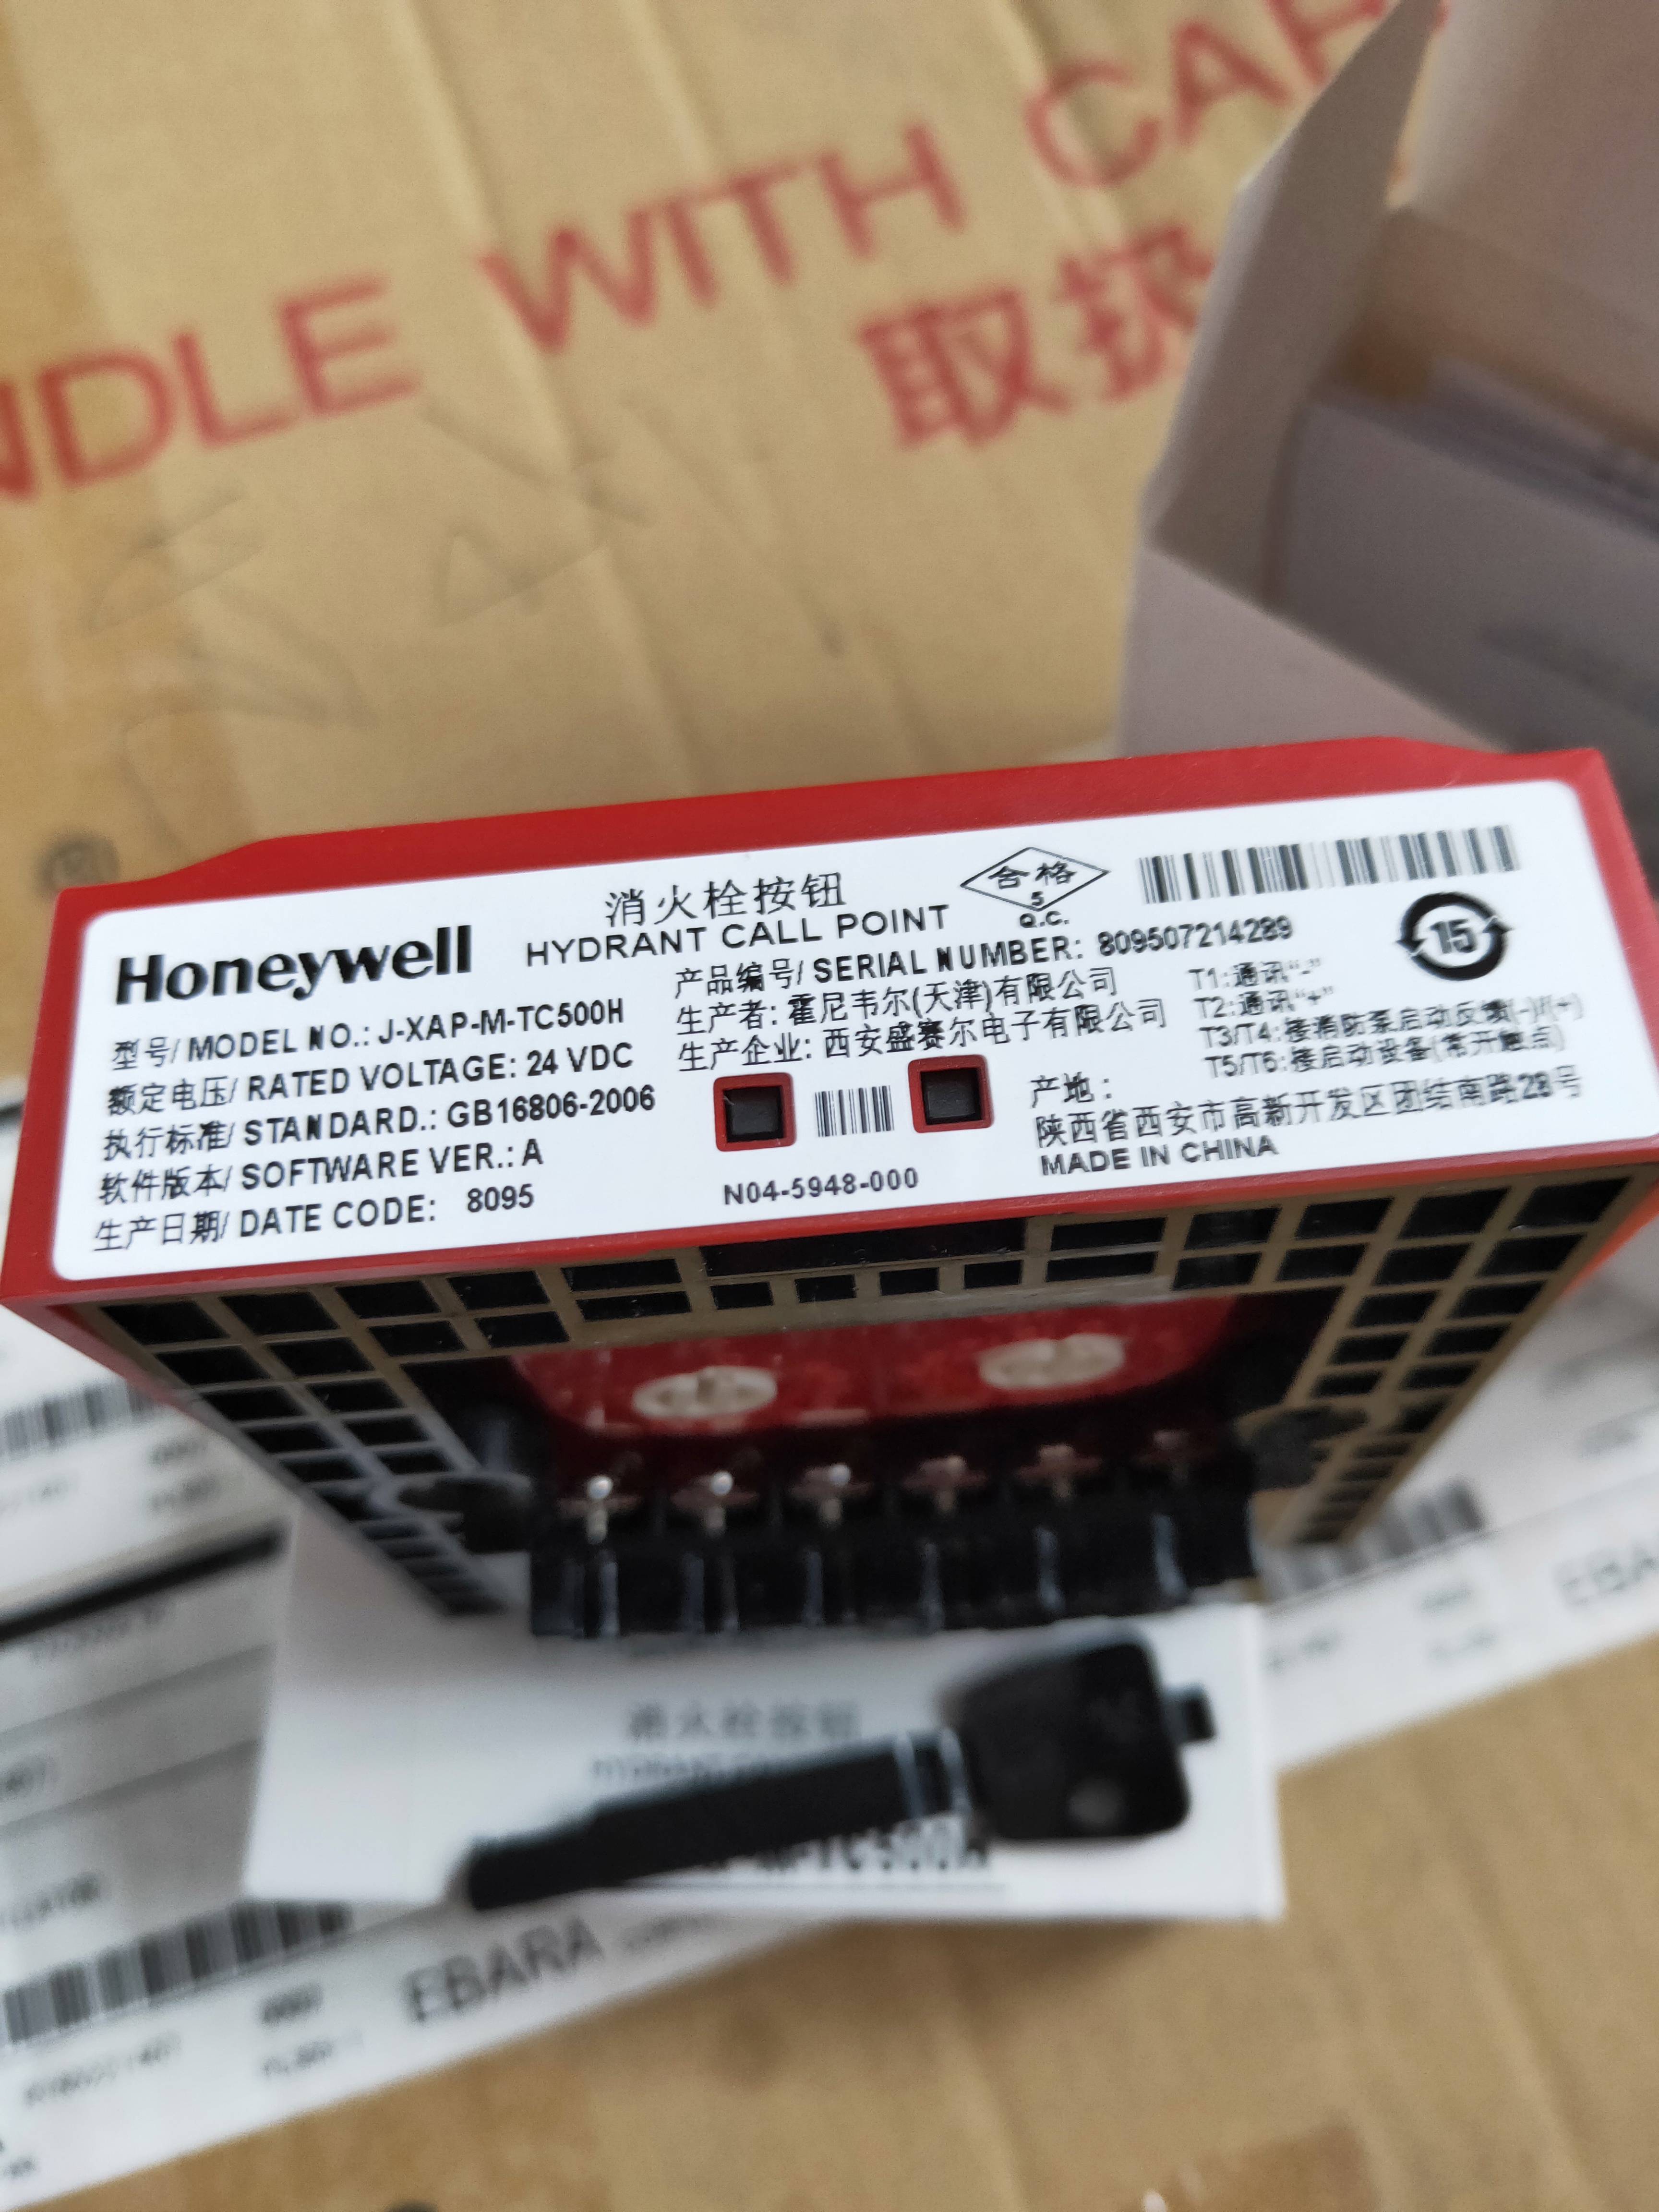 NDLE WITH CAR
取扱
消火栓按钮
HYDRANT CALL POINT
合格
5
Q.C.
Honeywell
产品编号/ SERIAL NUMBER: 809507214289
生产者: 霍尼韦尔(天津)有限公司
生产企业: 西安盛赛尔电子有限公司
型号/ MODEL NO.: J-XAP-M-TC500H
额定电压/ RATED VOLTAGE: 24 VDC
执行标准/ STANDARD.: GB16806-2006
软件版本/ SOFTWARE VER.: A
生产日期/ DATE CODE: 8095
N04-5948-000
15
T1:通讯“-”
T2:通讯“+”
T3/T4:接消防泵启动反馈(-)/(+)
T5/T6:接启动设备(常开触点)
产地:
陕西省西安市高新开发区团结南路28号
MADE IN CHINA
消火栓按钮
HYDRANT
TC500H
EBARA
EBA